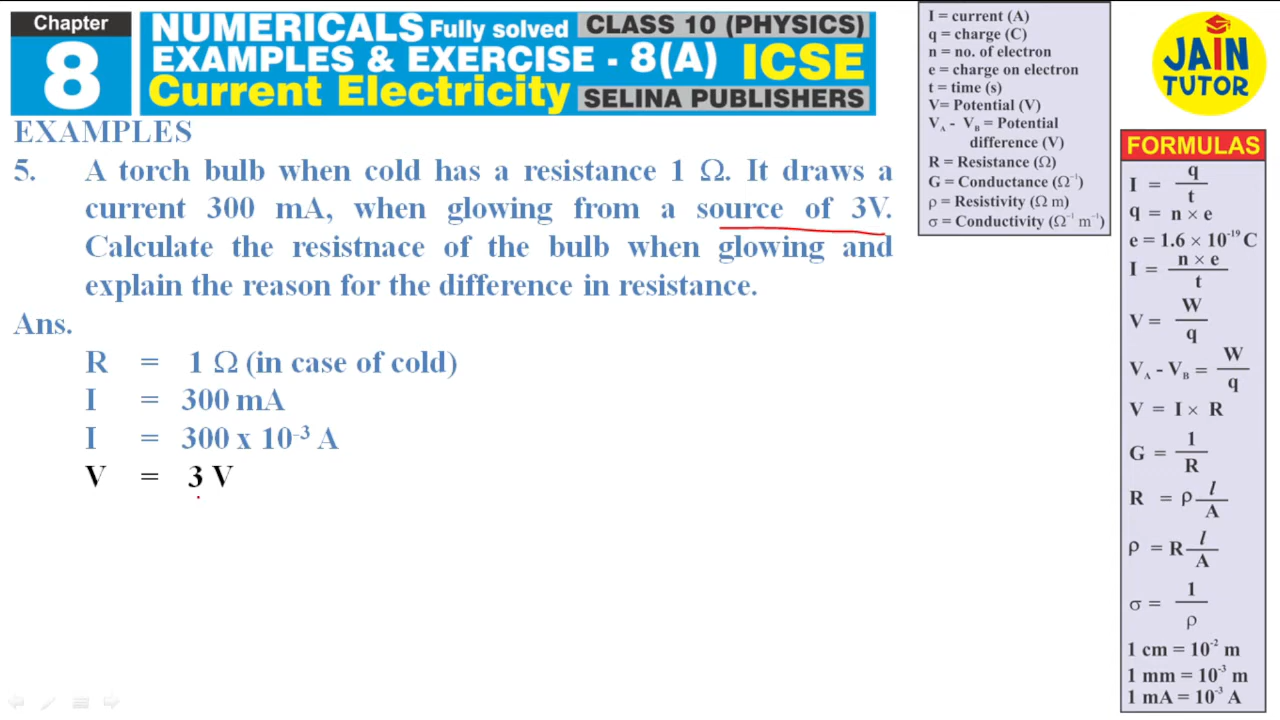 Chapter
8
NUMERICALS Fully solved
EXAMPLES & EXERCISE - 8(A)
Current Electricity
CLASS 10 (PHYSICS)
ICSE
SELINA PUBLISHERS
I = current (A)
q = charge (C)
n = no. of electron
e = charge on electron
t = time (s)
V= Potential (V)
V_A - V_B = Potential
difference (V)
R = Resistance (Ω)
G = Conductance (Ω⁻¹)
ρ = Resistivity (Ω m)
σ = Conductivity (Ω⁻¹ m⁻¹)
JAIN
TUTOR
EXAMPLES
5. A torch bulb when cold has a resistance 1 Ω. It draws a
current 300 mA, when glowing from a source of 3V.
Calculate the resistnace of the bulb when glowing and
explain the reason for the difference in resistance.
Ans.
R = 1 Ω (in case of cold)
I = 300 mA
I = 300 x 10⁻³ A
V = 3 V
FORMULAS
I = q/t
q = n × e
e = 1.6 × 10⁻¹⁹ C
I = n × e/t
V = W/q
V_A - V_B = W/q
V = I × R
G = 1/R
R = ρ l/A
ρ = R l/A
σ = 1/ρ
1 cm = 10⁻² m
1 mm = 10⁻³ m
1 mA = 10⁻³ A